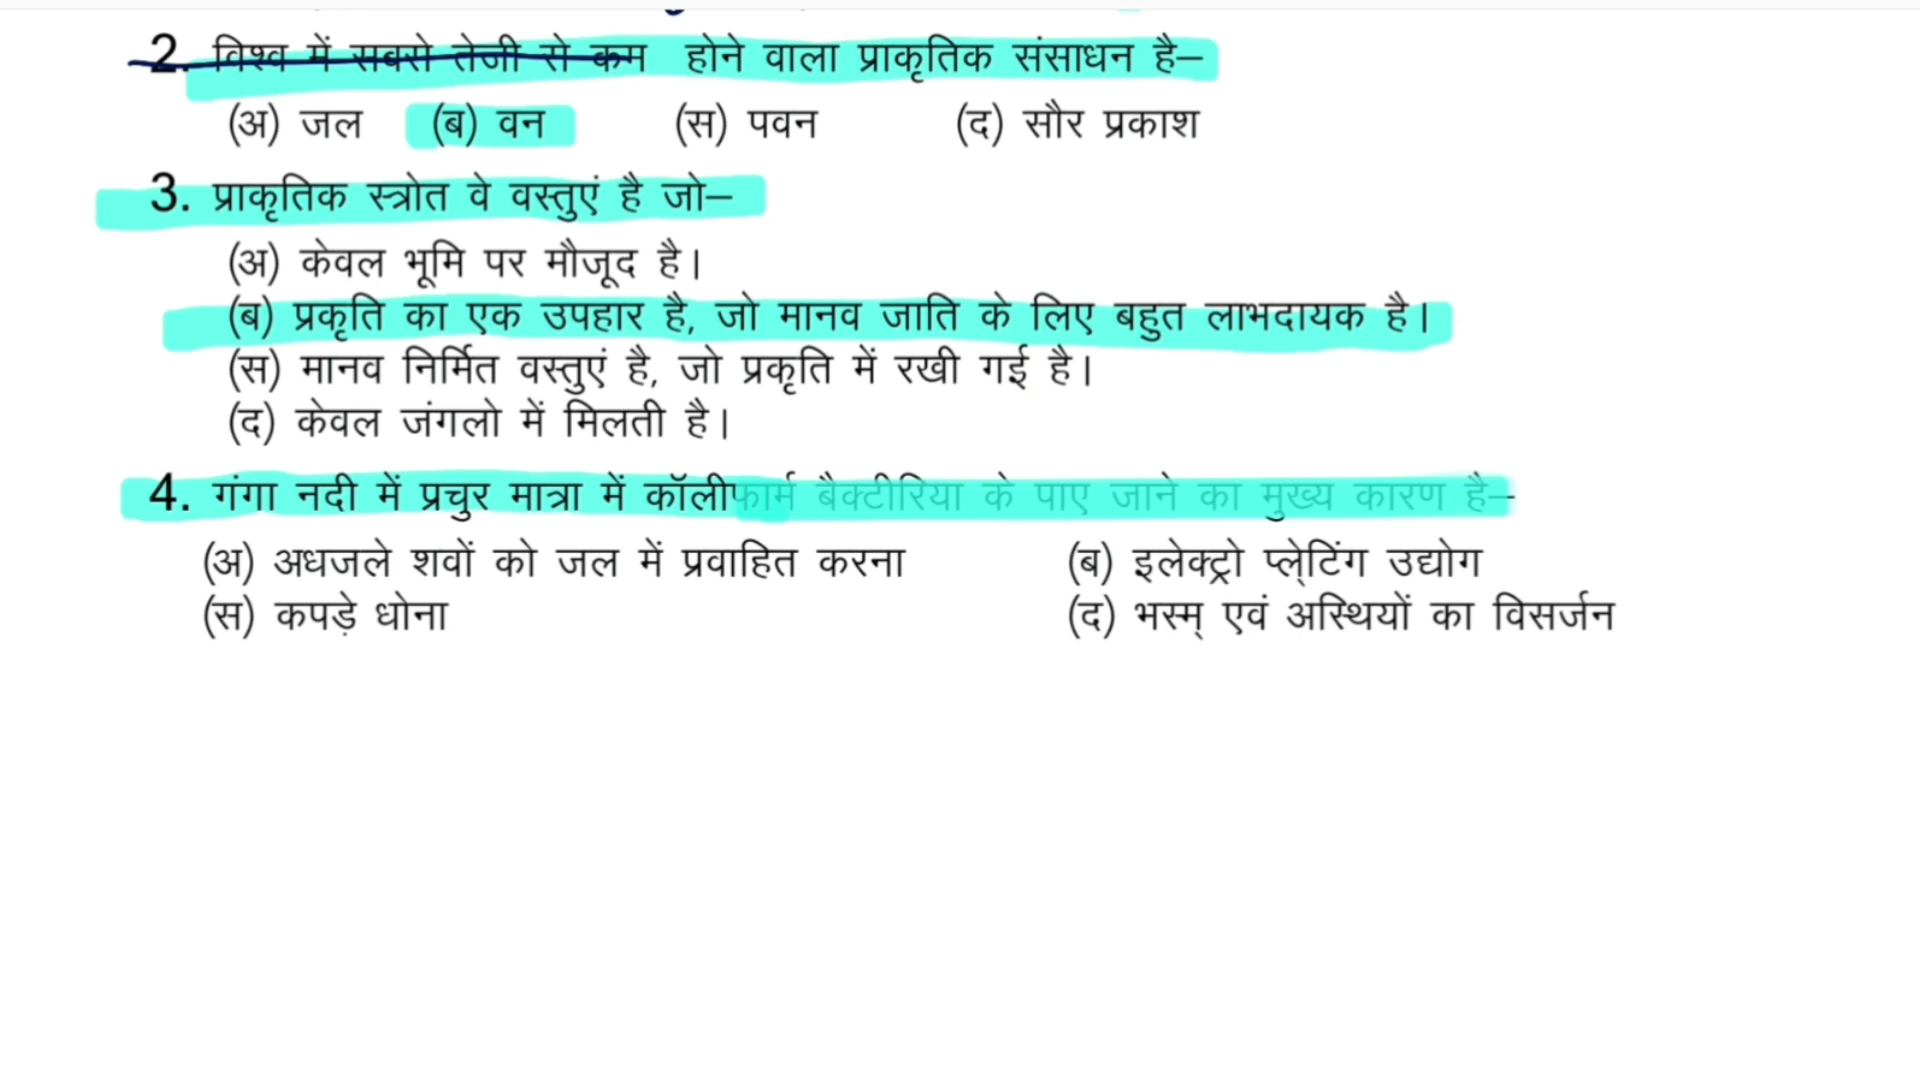 2. विश्व में सबसे तेजी से कम होने वाला प्राकृतिक संसाधन है–
(अ) जल (ब) वन (स) पवन (द) सौर प्रकाश
3. प्राकृतिक स्त्रोत वे वस्तुएं है जो–
(अ) केवल भूमि पर मौजूद है।
(ब) प्रकृति का एक उपहार है, जो मानव जाति के लिए बहुत लाभदायक है।
(स) मानव निर्मित वस्तुएं है, जो प्रकृति में रखी गई है।
(द) केवल जंगलो में मिलती है।
4. गंगा नदी में प्रचुर मात्रा में कॉलीफार्म बैक्टीरिया के पाए जाने का मुख्य कारण है–
(अ) अधजले शवों को जल में प्रवाहित करना (ब) इलेक्ट्रो प्ले्टिंग उद्योग
(स) कपड़े धोना (द) भस्म् एवं अस्थियों का विसर्जन